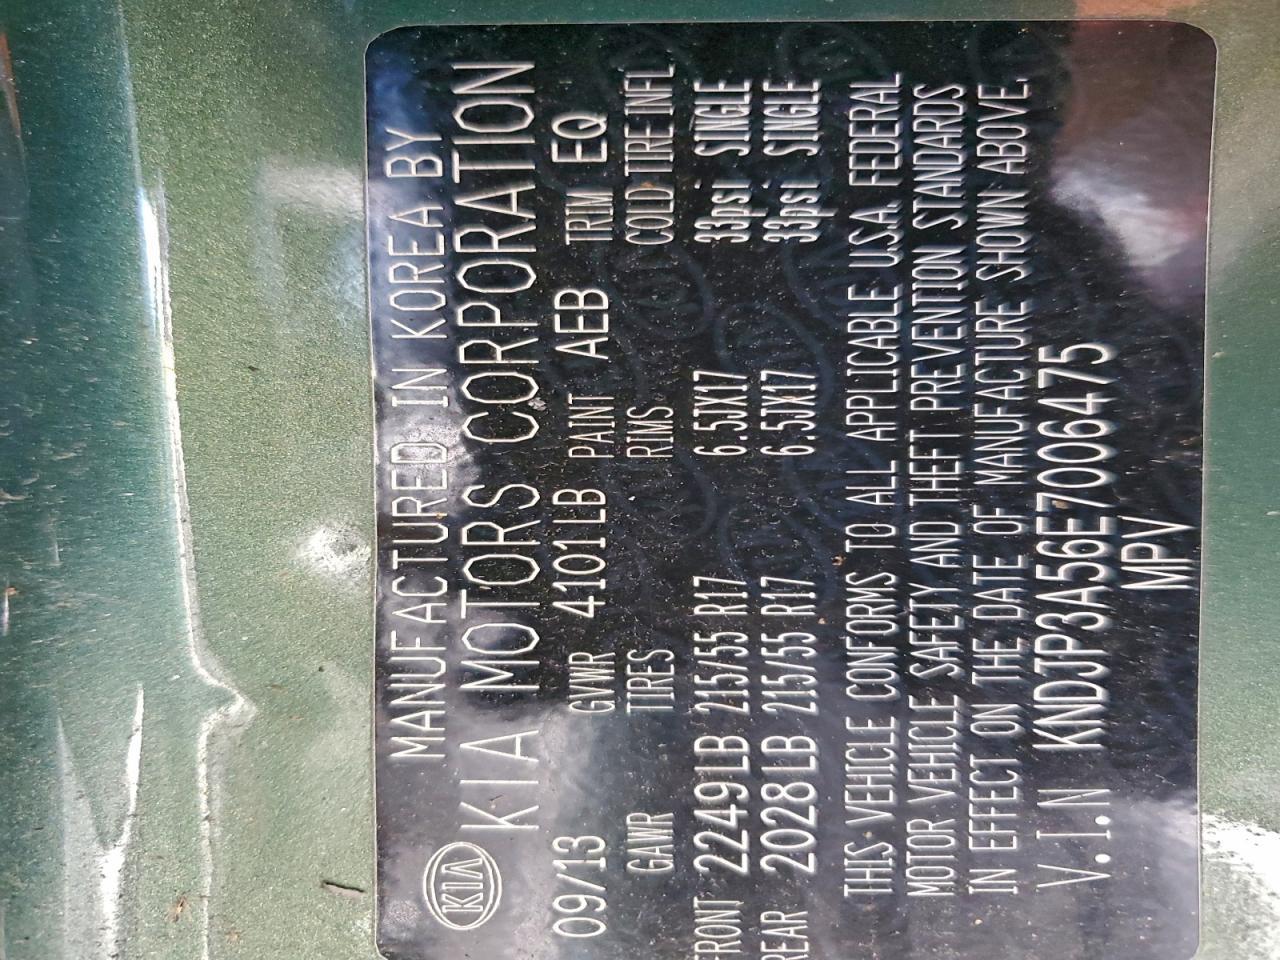 MANUFACTURED IN KOREA BY
KIA KIA MOTORS CORPORATION
09/13 GVWR 4101LB PAINT AEB TRIM EQ
GAWR TIRES RIMS COLD TIRE INFL
FRONT 2249LB 215/55 R17 6.5JX17 33psi SINGLE
REAR 2028LB 215/55 R17 6.5JX17 33psi SINGLE
THIS VEHICLE CONFORMS TO ALL APPLICABLE U.S.A. FEDERAL
MOTOR VEHICLE SAFETY AND THEFT PREVENTION STANDARDS
IN EFFECT ON THE DATE OF MANUFACTURE SHOWN ABOVE.
V.I.N KNDJP3A56E7006475
MPV